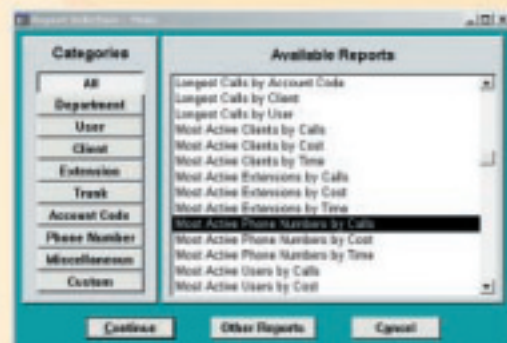 Report Selection
Categories
All
Department
User
Client
Extension
Trunk
Account Code
Phone Number
Miscellaneous
Custom
Available Reports
Longest Calls by Account Code
Longest Calls by Client
Longest Calls by User
Most Active Clients by Calls
Most Active Clients by Cost
Most Active Clients by Time
Most Active Extensions by Calls
Most Active Extensions by Cost
Most Active Extensions by Time
Most Active Phone Numbers by Calls
Most Active Phone Numbers by Cost
Most Active Phone Numbers by Time
Most Active Users by Calls
Most Active Users by Cost
Continue
Other Reports
Cancel